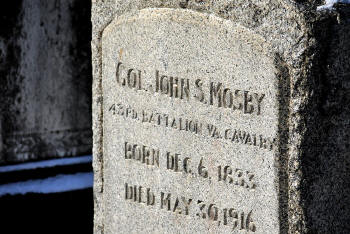 COL. JOHN S. MOSBY
43RD BATTALION VA. CAVALRY
BORN DEC. 6, 1833
DIED MAY 30, 1916